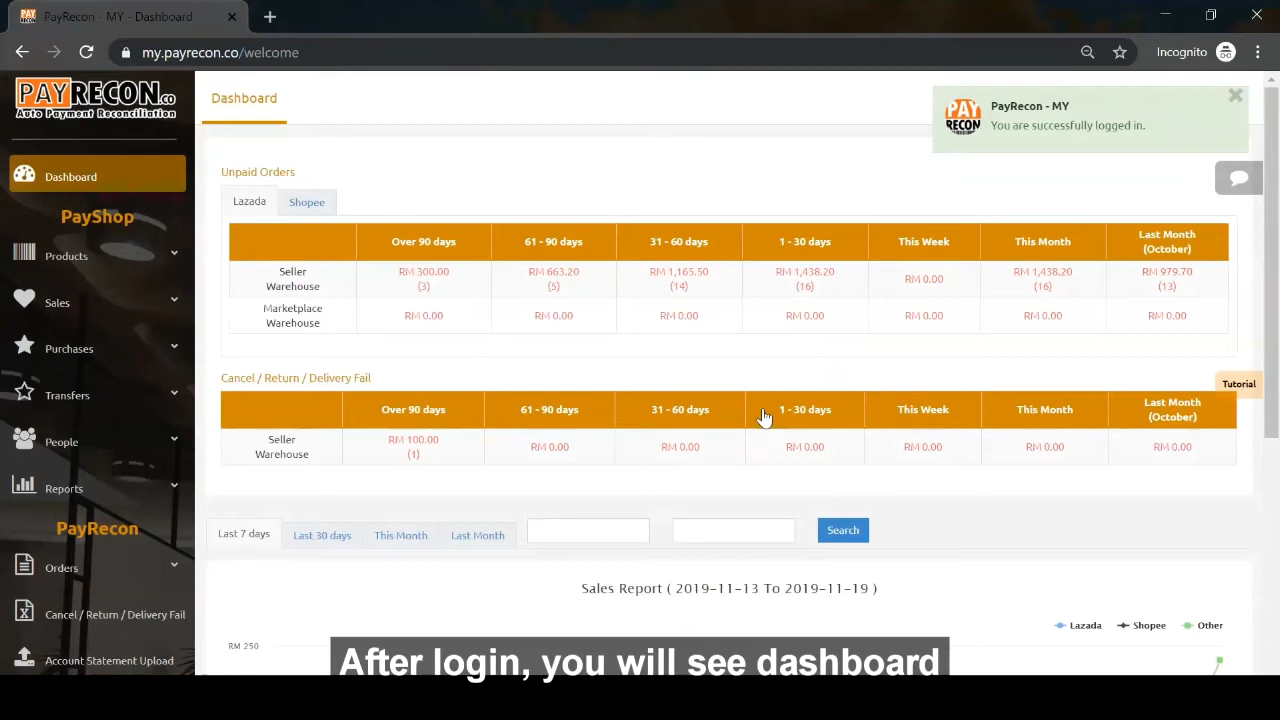 PayRecon - MY - Dashboard
my.payrecon.co/welcome
Incognito
PAYRECON.co
Auto Payment Reconciliation
Dashboard
PayShop
Products
Sales
Purchases
Transfers
People
Reports
PayRecon
Orders
Cancel / Return / Delivery Fail
Account Statement Upload
Dashboard
PAY RECON
PayRecon - MY
You are successfully logged in.
Unpaid Orders
Lazada Shopee
Over 90 days 61 - 90 days 31 - 60 days 1 - 30 days This Week This Month Last Month (October)
Seller Warehouse RM 300.00 (3) RM 663.20 (5) RM 1,165.50 (14) RM 1,438.20 (16) RM 0.00 RM 1,438.20 (16) RM 979.70 (13)
Marketplace Warehouse RM 0.00 RM 0.00 RM 0.00 RM 0.00 RM 0.00 RM 0.00 RM 0.00
Cancel / Return / Delivery Fail
Tutorial
Over 90 days 61 - 90 days 31 - 60 days 1 - 30 days This Week This Month Last Month (October)
Seller Warehouse RM 100.00 (1) RM 0.00 RM 0.00 RM 0.00 RM 0.00 RM 0.00 RM 0.00
Last 7 days Last 30 days This Month Last Month Search
Sales Report ( 2019-11-13 To 2019-11-19 )
Lazada Shopee Other
RM 250
After login, you will see dashboard